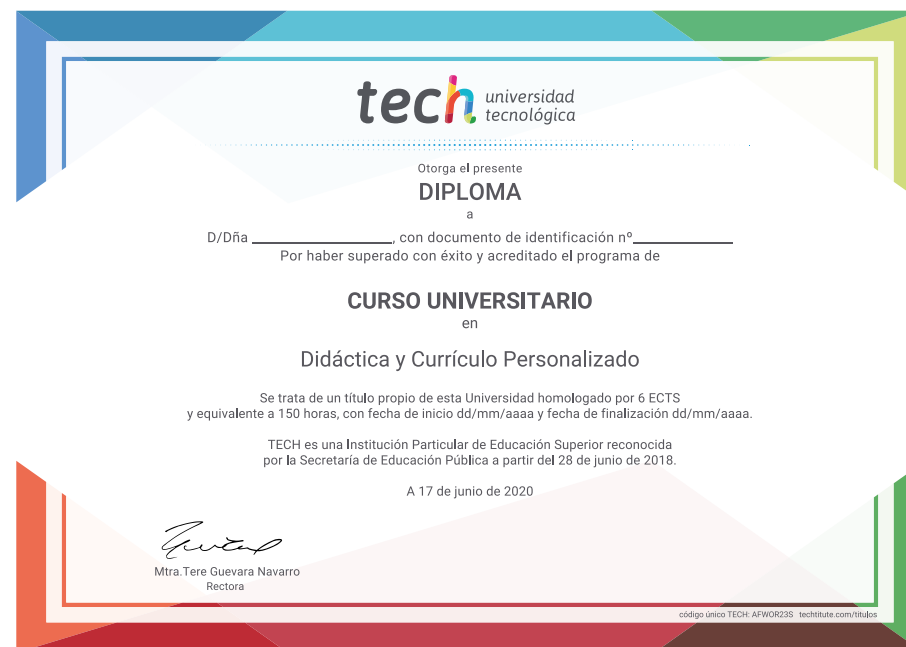 tech universidad
tecnológica
Otorga el presente
DIPLOMA
a
D/Dña ____________________, con documento de identificación nº______________
Por haber superado con éxito y acreditado el programa de
CURSO UNIVERSITARIO
en
Didáctica y Currículo Personalizado
Se trata de un título propio de esta Universidad homologado por 6 ECTS
y equivalente a 150 horas, con fecha de inicio dd/mm/aaaa y fecha de finalización dd/mm/aaaa.
TECH es una Institución Particular de Educación Superior reconocida
por la Secretaría de Educación Pública a partir del 28 de junio de 2018.
A 17 de junio de 2020
Mtra.Tere Guevara Navarro
Rectora
código único TECH: AFWOR23S techtitute.com/titulos